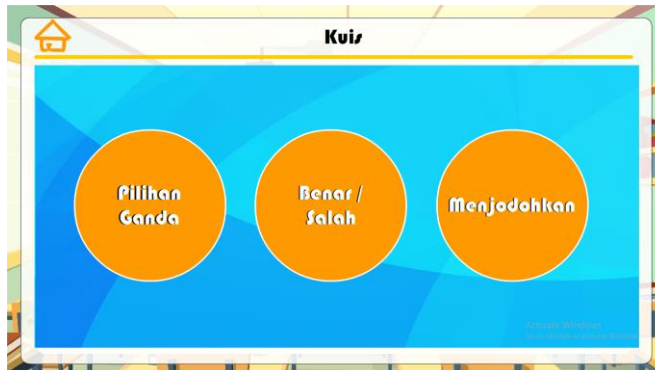 Kuis
Pilihan
Ganda
Benar /
Salah
Menjodohkan
Activate Windows